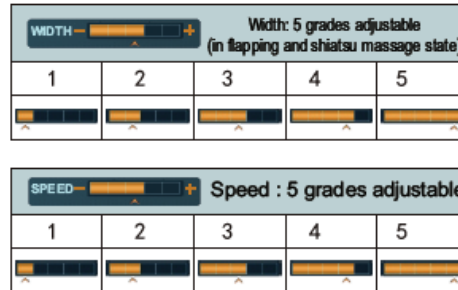 WIDTH − + Width: 5 grades adjustable
(in flapping and shiatsu massage state)
1 2 3 4 5
SPEED− + Speed : 5 grades adjustable
1 2 3 4 5